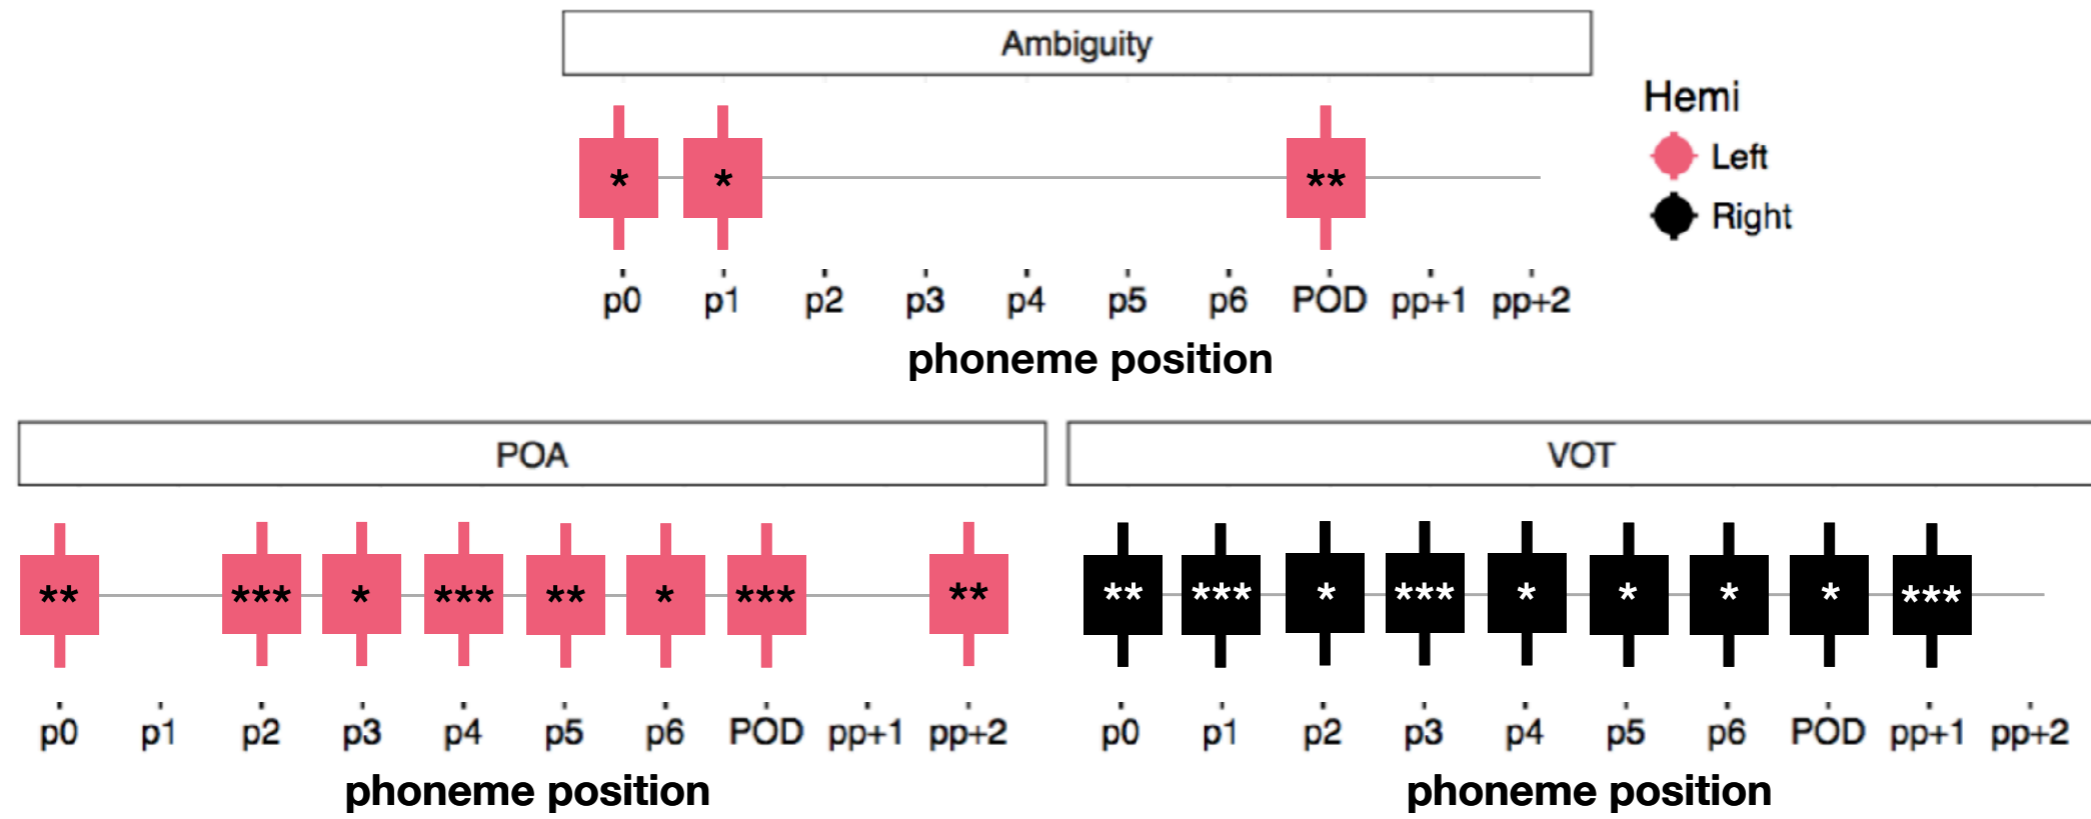 Ambiguity
Hemi
Left
Right
* * **
p0 p1 p2 p3 p4 p5 p6 POD pp+1 pp+2
phoneme position
POA
** *** * *** ** * *** **
p0 p1 p2 p3 p4 p5 p6 POD pp+1 pp+2
phoneme position
VOT
** *** * *** * * * * ***
p0 p1 p2 p3 p4 p5 p6 POD pp+1 pp+2
phoneme position